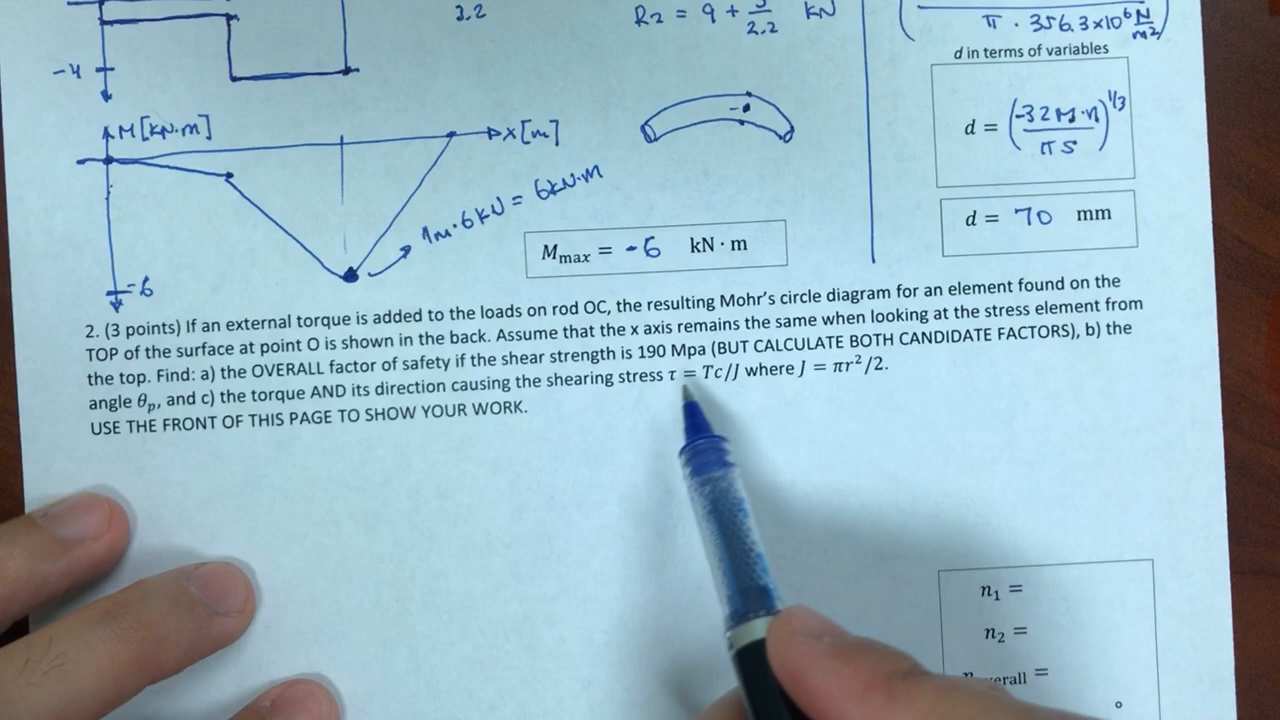 2.2
R2 = 9 + /2.2 KN
π · 356.3x10⁶ N/m²
-4
d in terms of variables
d = (-32M·n/πS)^1/3
M[KN·m]
X[m]
1m·6KN = 6KN·m
d = 70 mm
Mmax = -6 kN · m
-6
2. (3 points) If an external torque is added to the loads on rod OC, the resulting Mohr's circle diagram for an element found on the
TOP of the surface at point O is shown in the back. Assume that the x axis remains the same when looking at the stress element from
the top. Find: a) the OVERALL factor of safety if the shear strength is 190 Mpa (BUT CALCULATE BOTH CANDIDATE FACTORS), b) the
angle θp, and c) the torque AND its direction causing the shearing stress τ = Tc/J where J = πr²/2.
USE THE FRONT OF THIS PAGE TO SHOW YOUR WORK.
n₁ =
n₂ =
erall =
°